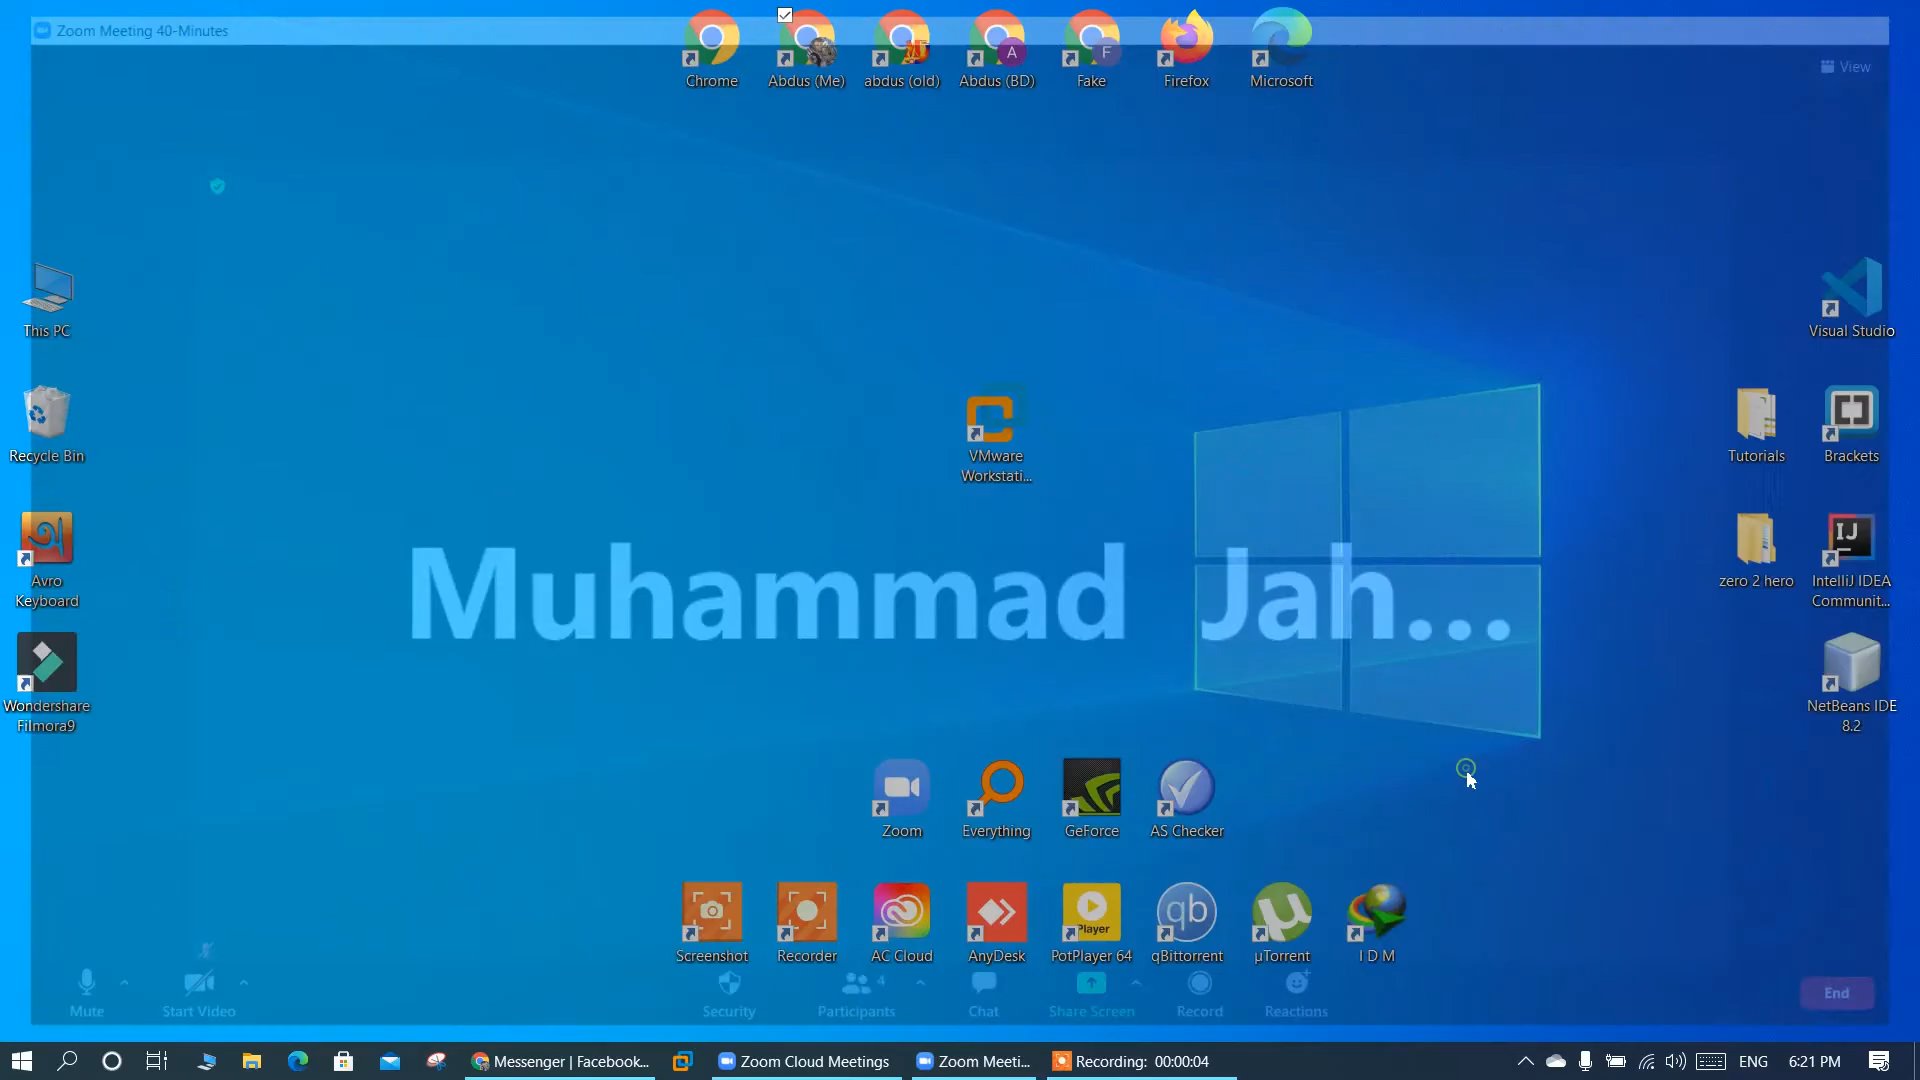 Zoom Meeting 40-Minutes
Chrome
Abdus (Me)
abdus (old)
Abdus (BD)
A
Fake
F
Firefox
Microsoft
View
This PC
Visual Studio
Recycle Bin
VMware
Workstati...
Tutorials
Brackets
Avro
Keyboard
zero 2 hero
IJ
IntelliJ IDEA
Communit...
Muhammad Jah...
Wondershare
Filmora9
NetBeans IDE
8.2
Zoom
Everything
GeForce
AS Checker
Player
qb
Screenshot
Recorder
AC Cloud
AnyDesk
PotPlayer 64
qBittorrent
µTorrent
I D M
Mute
Start Video
Security
Participants
4
Chat
Share Screen
Record
Reactions
End
Messenger | Facebook...
Zoom Cloud Meetings
Zoom Meeti...
Recording: 00:00:04
ENG
6:21 PM